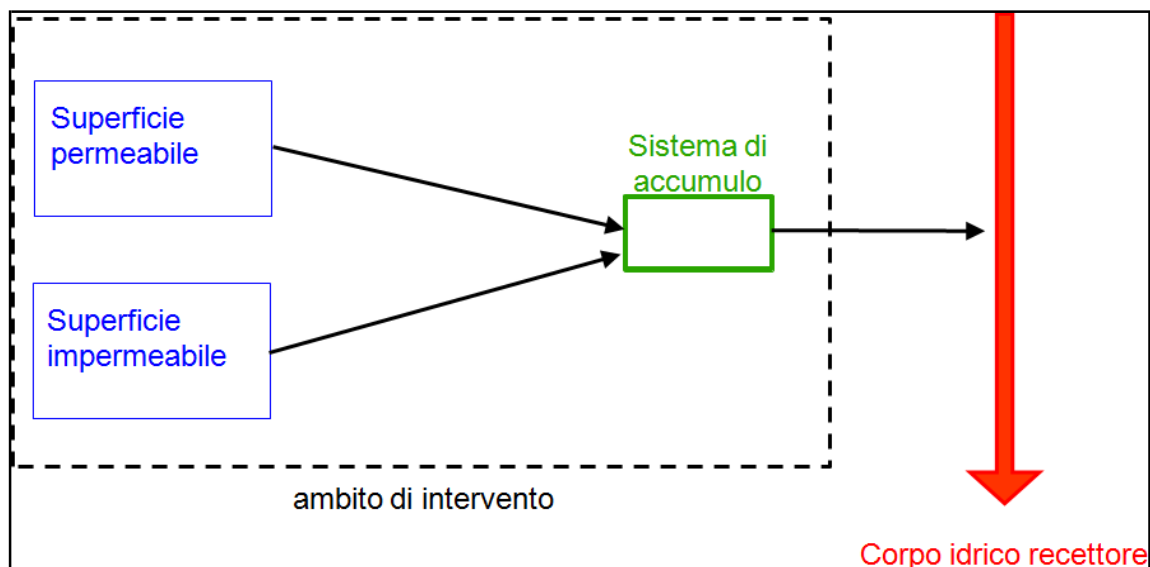 Superficie
permeabile
Sistema di
accumulo
Superficie
impermeabile
ambito di intervento
Corpo idrico recettore